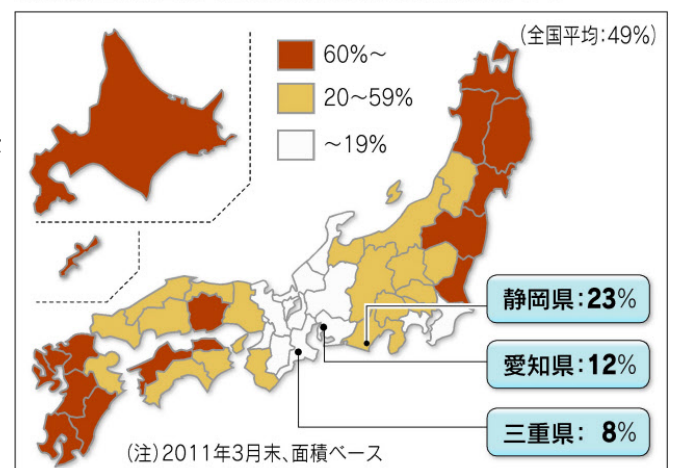 (全国平均:49%)
60%~
20~59%
~19%
静岡県:23%
愛知県:12%
三重県: 8%
(注)2011年3月末、面積ベース